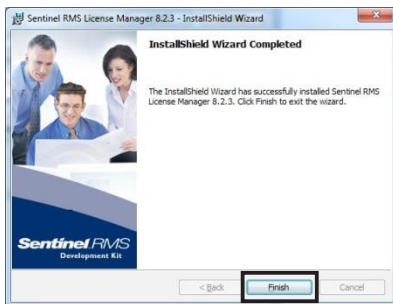 Sentinel RMS License Manager 8.2.3 - InstallShield Wizard
InstallShield Wizard Completed
The InstallShield Wizard has successfully installed Sentinel RMS
License Manager 8.2.3. Click Finish to exit the wizard.
Sentinel RMS
Development Kit
< Back
Finish
Cancel